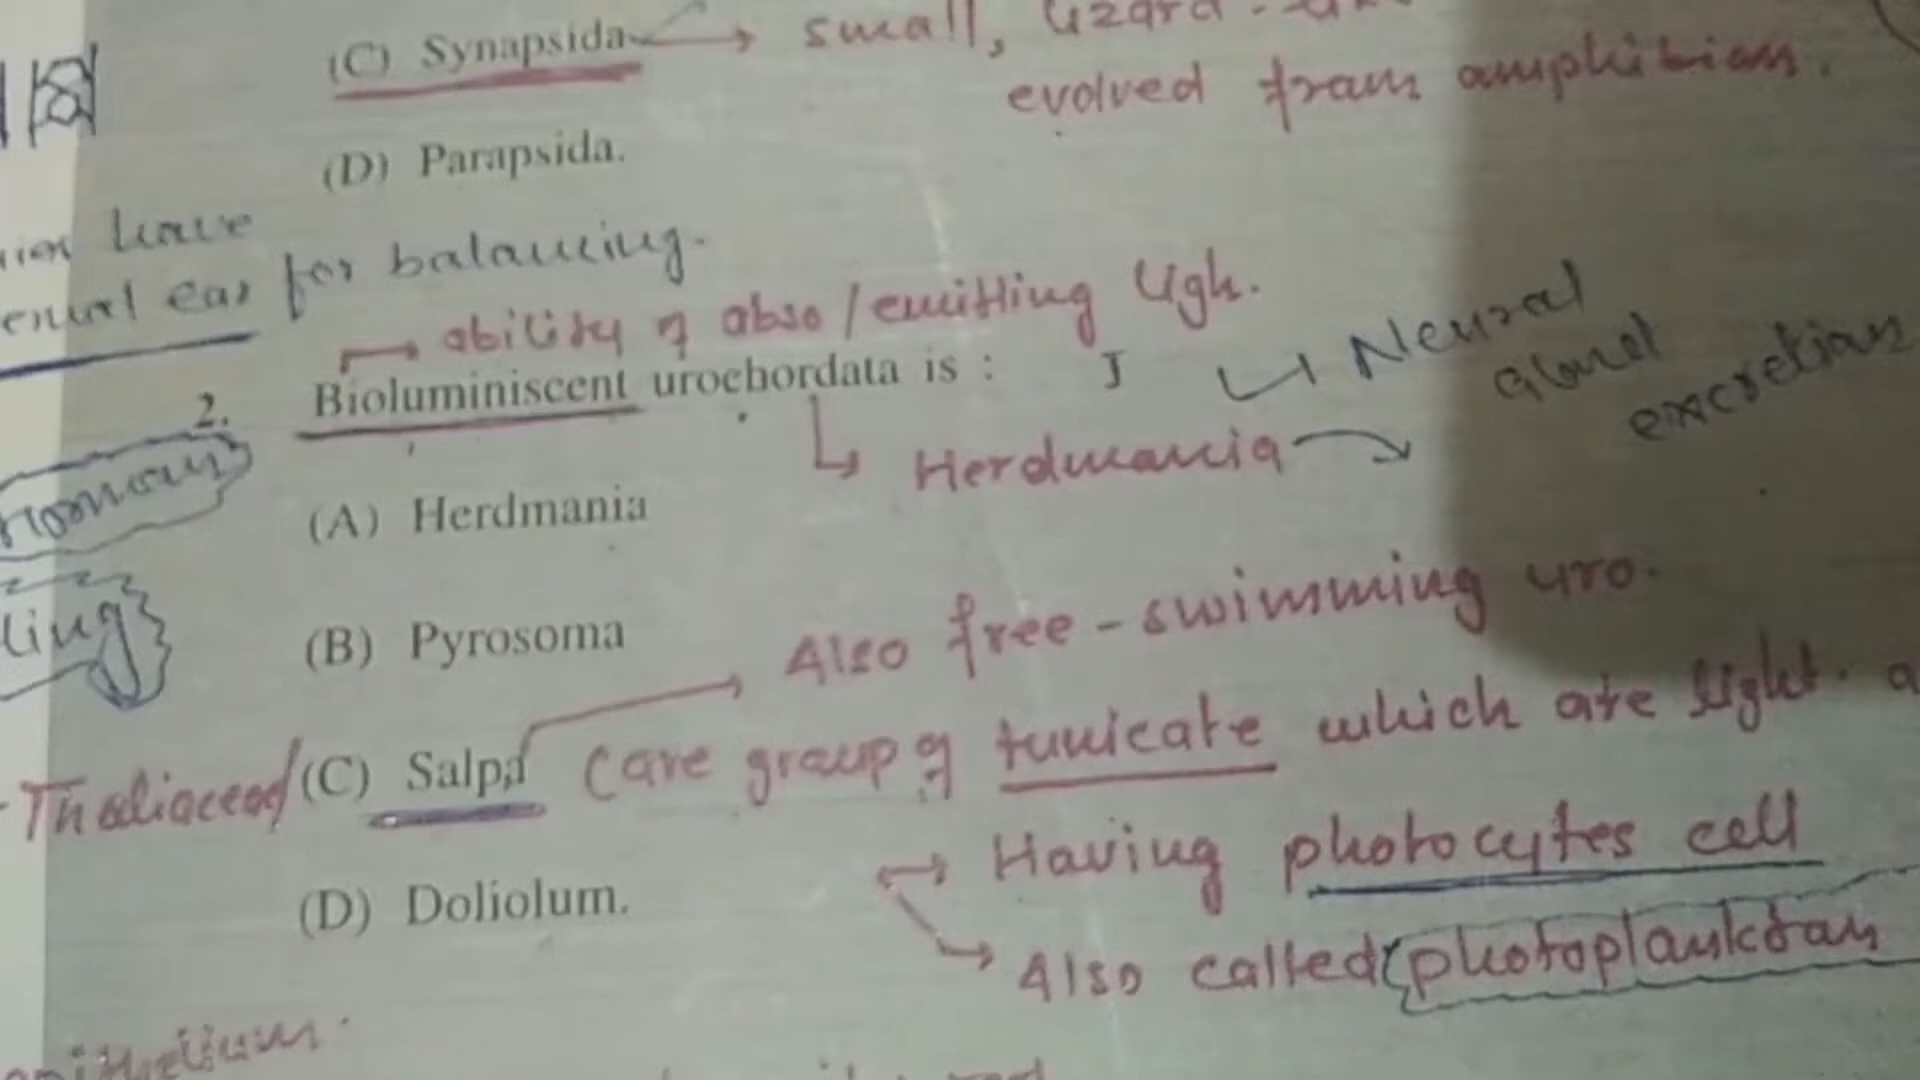 (C) Synapsida → small,
evolved from amphibians.
(D) Parapsida.
have
ear for balancing.
→ ability of abso / emitting ligh.
2. Bioluminiscent urochordata is :
↳ Neural
gland
excretion
↳ Herdmania
(A) Herdmania
(B) Pyrosoma
Also free-swimming uro.
Thaliacea (C) Salpa (are group of tunicate which are light.
→ Having photocytes cell
(D) Doliolum.
→ Also called photoplankton